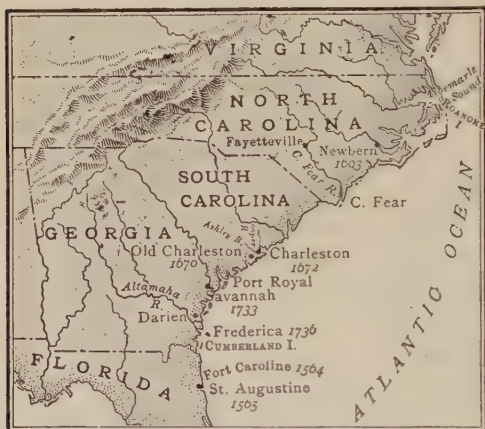 VIRGINIA
Albemarle
Sound
ROANOKE
I
NORTH
CAROLINA
Fayetteville
Newbern
1693
C. Fear R.
C. Fear
SOUTH
CAROLINA
Ashley R.
GEORGIA
Old Charleston
1670
Charleston
1672
Port Royal
Savannah
1733
Altamaha
R.
Darien
Frederica 1736
CUMBERLAND I.
FLORIDA
Fort Caroline 1564
St. Augustine
1565
ATLANTIC OCEAN